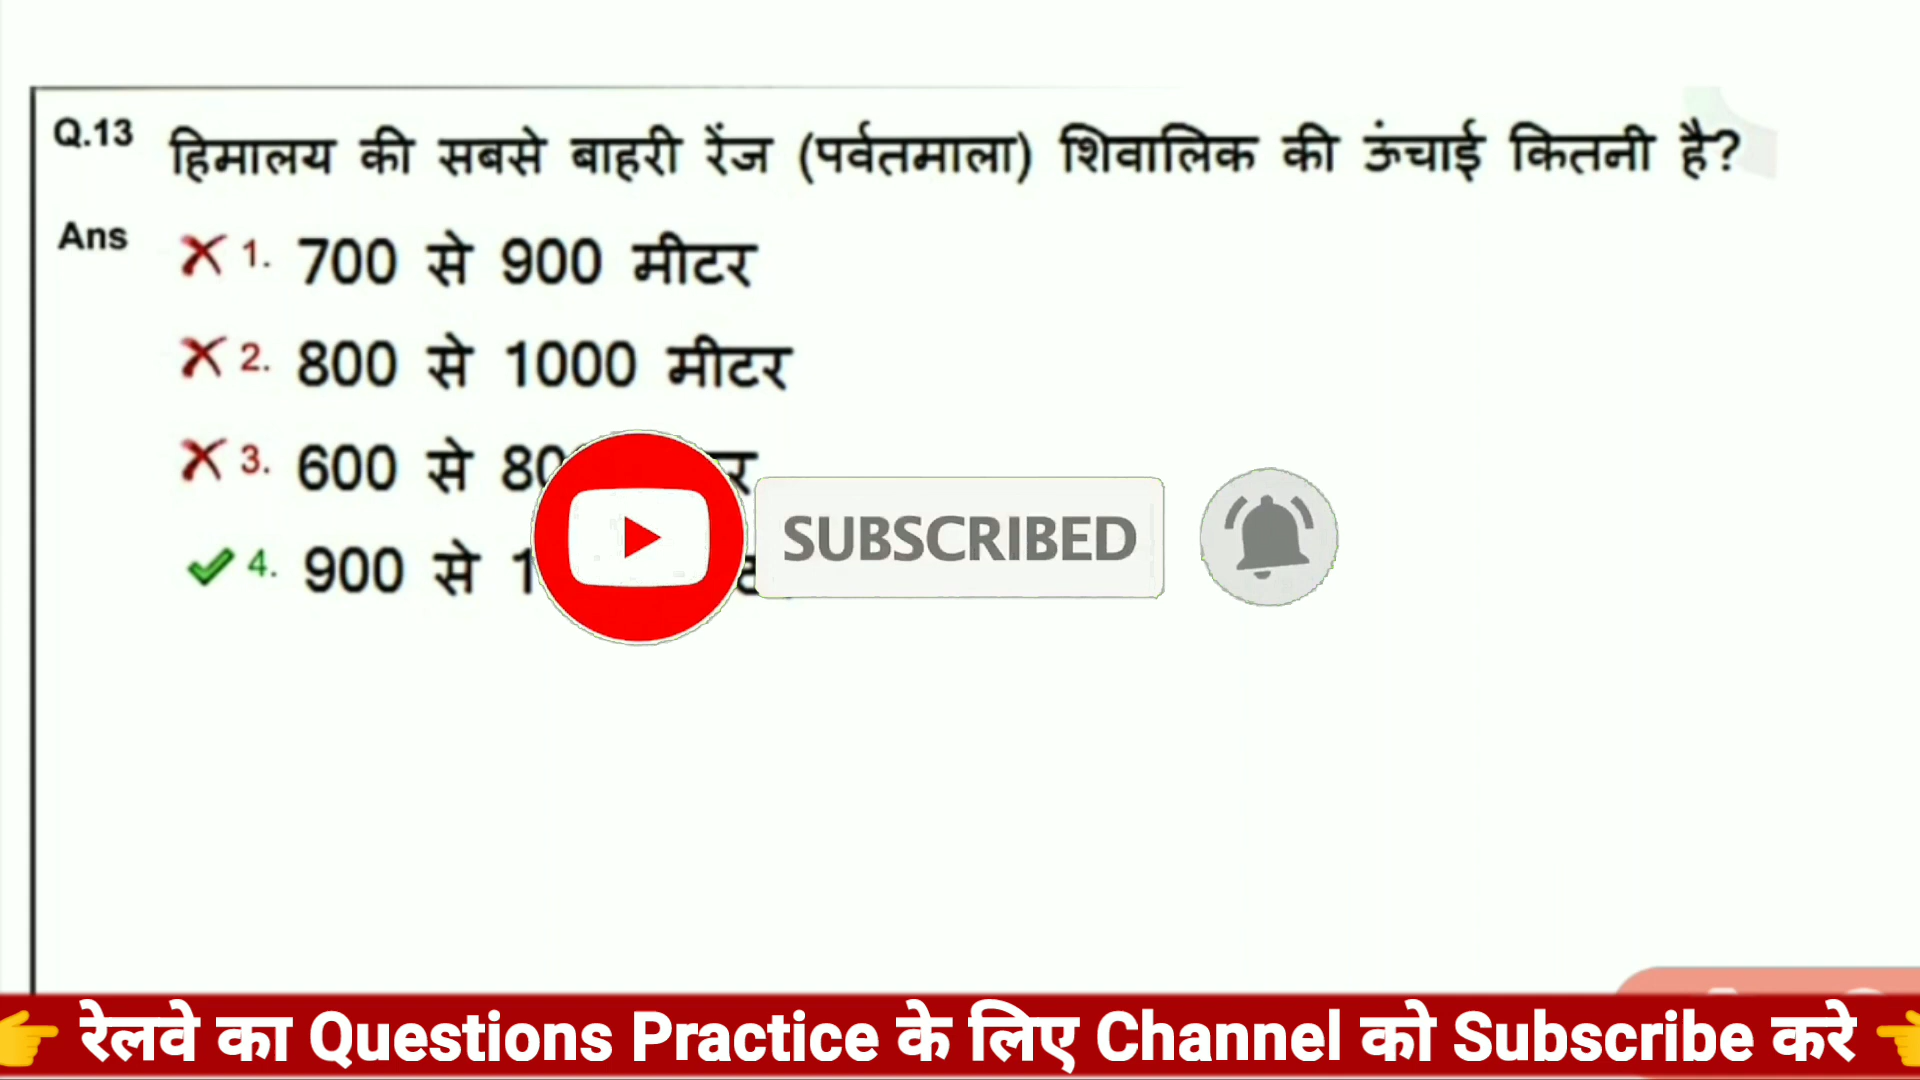 Q.13 हिमालय की सबसे बाहरी रेंज (पर्वतमाला) शिवालिक की ऊंचाई कितनी है?
Ans 1. 700 से 900 मीटर
2. 800 से 1000 मीटर
3. 600 से
4. 900 से
SUBSCRIBED
रेलवे का Questions Practice के लिए Channel को Subscribe करे